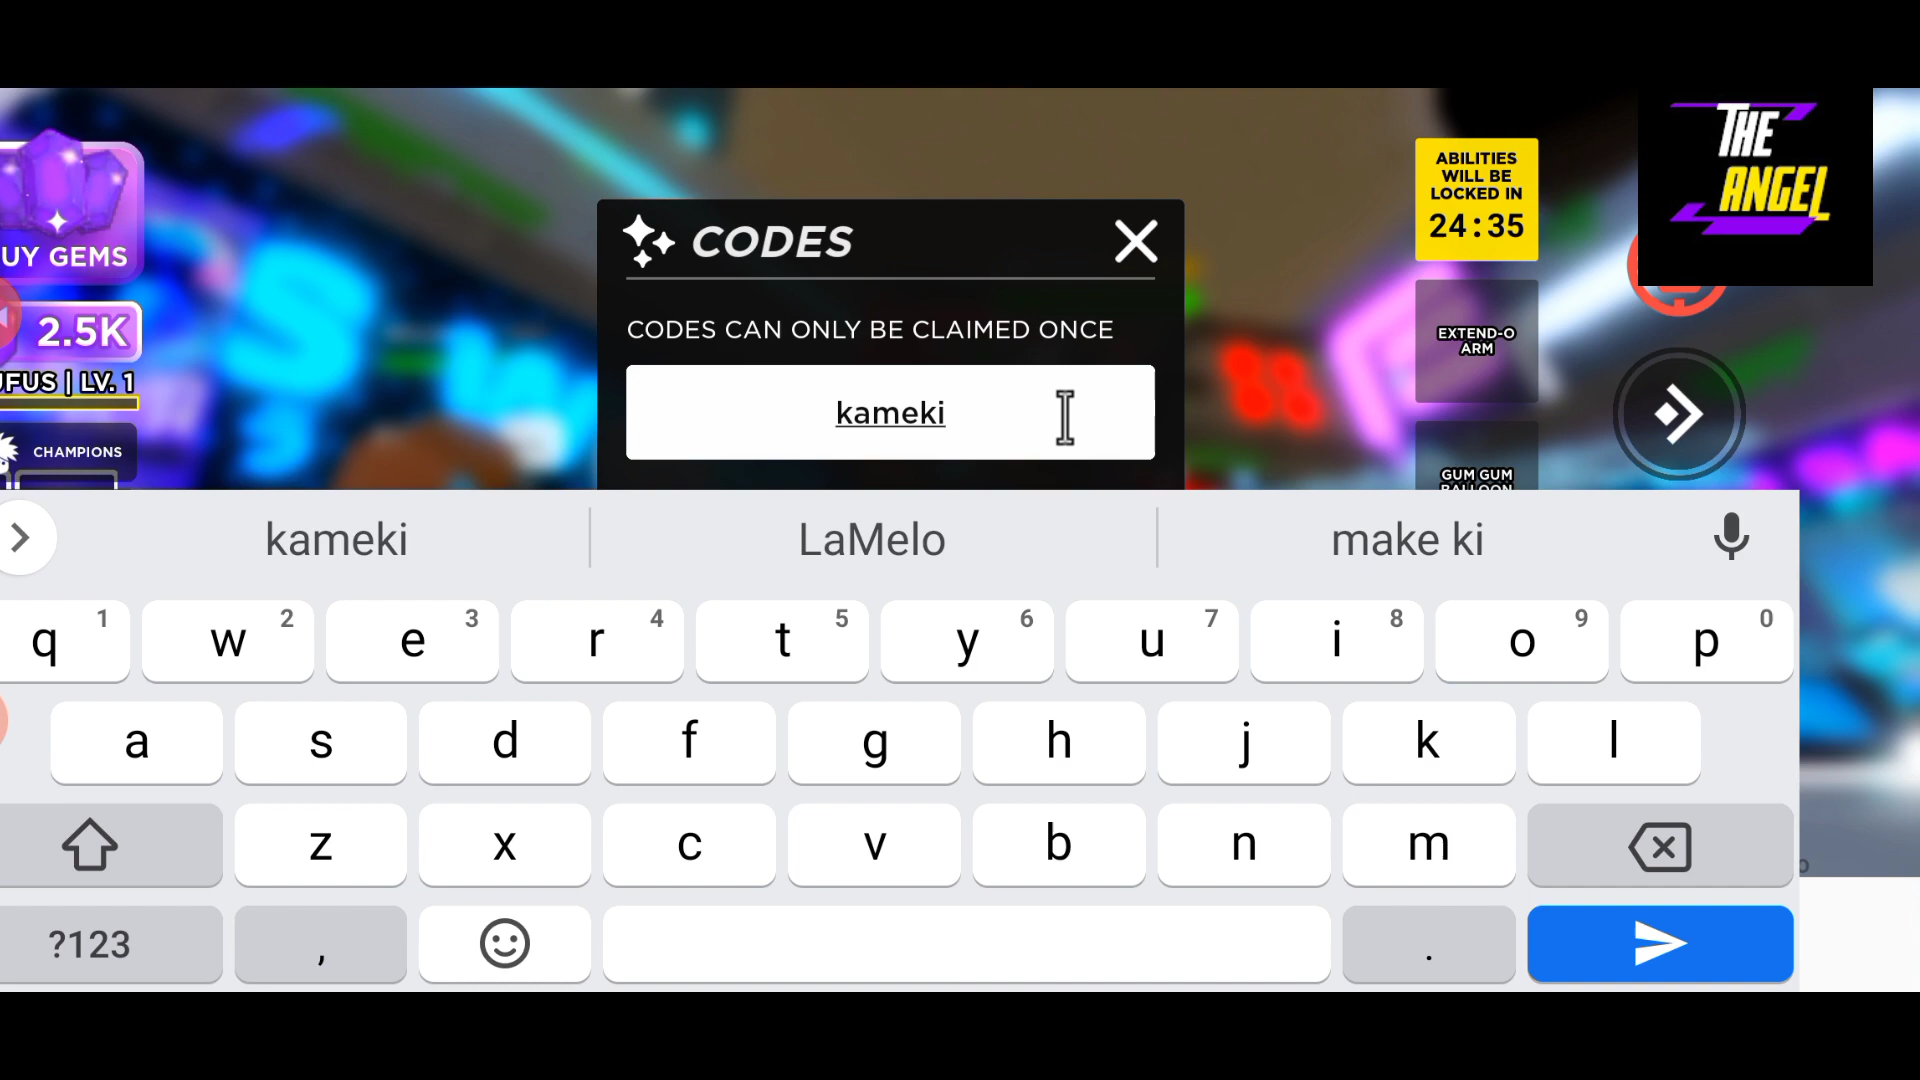 THE
ANGEL
ABILITIES
WILL BE
LOCKED IN
24:35
UY GEMS
2.5K
UFUS | LV. 1
CHAMPIONS
CODES
CODES CAN ONLY BE CLAIMED ONCE
kameki
EXTEND-O
ARM
GUM GUM
BALLOON
kameki LaMelo make ki
q 1 w 2 e 3 r 4 t 5 y 6 u 7 i 8 o 9 p 0
a s d f g h j k l
z x c v b n m
?123 , .